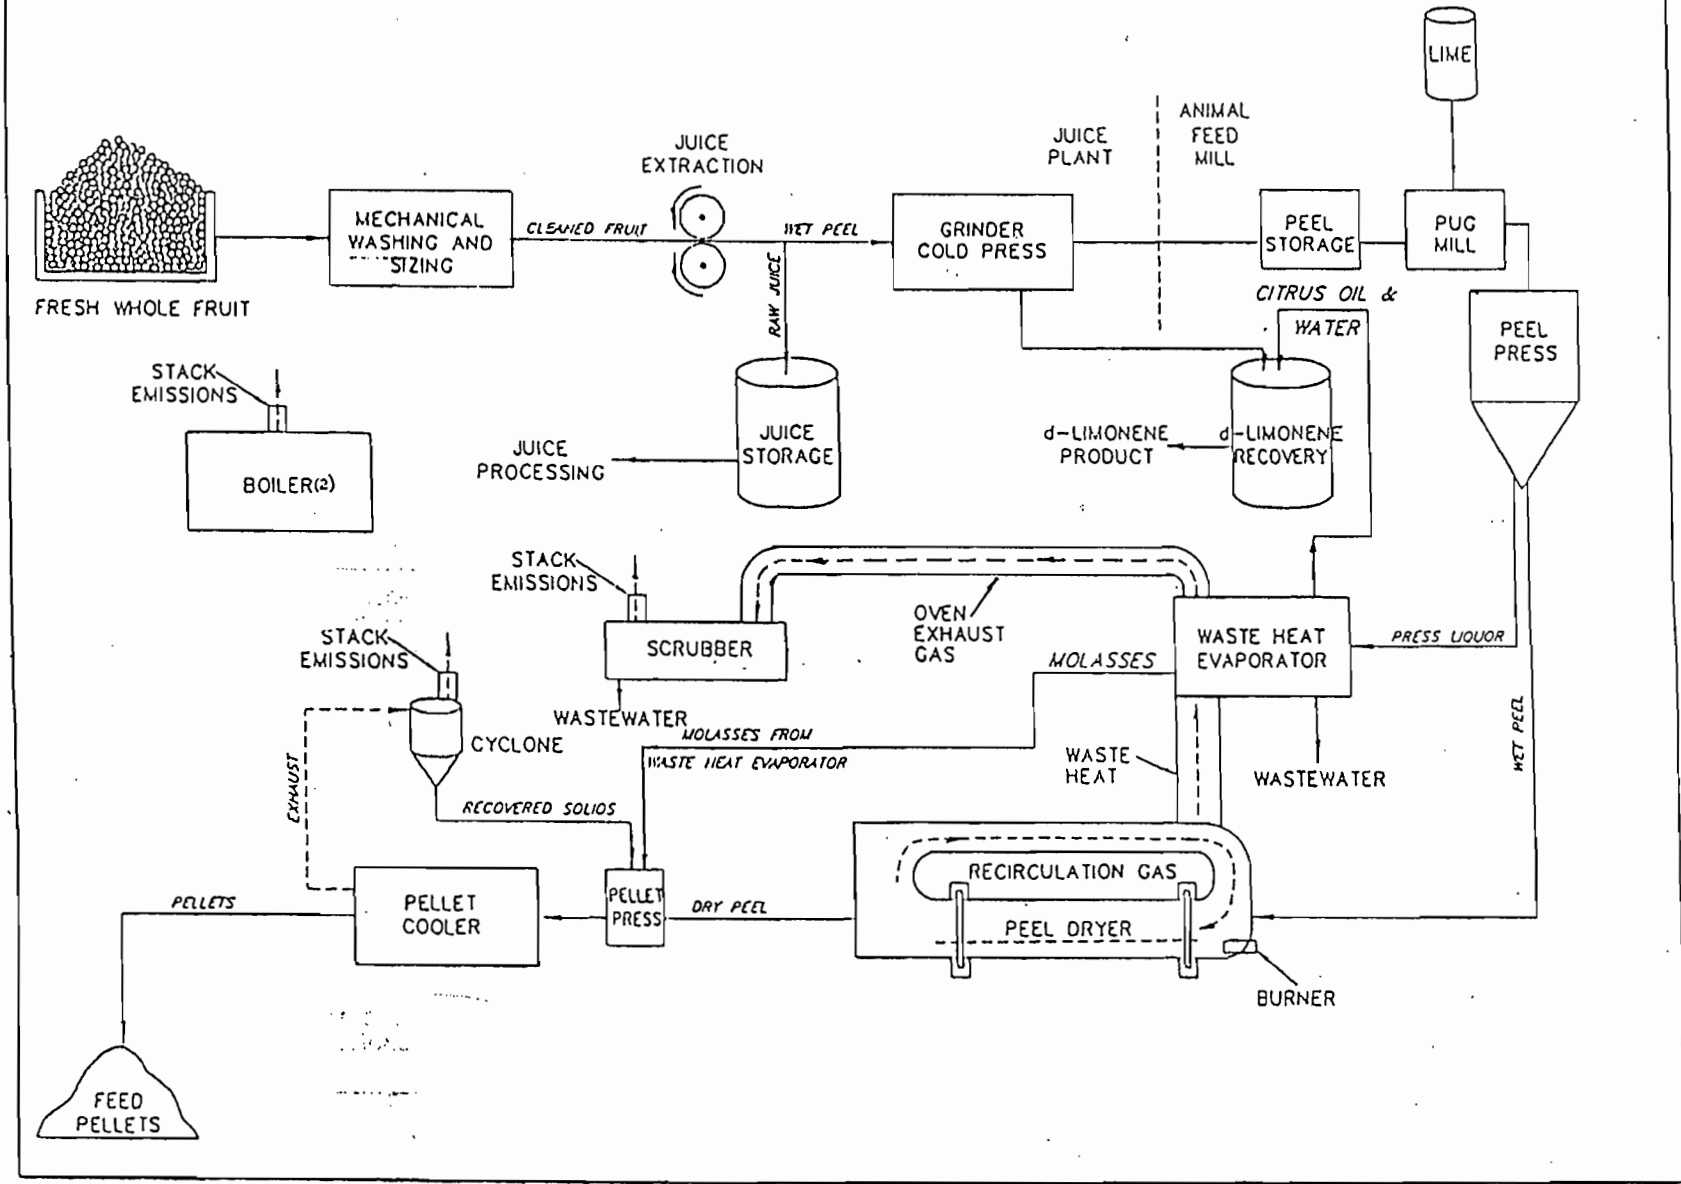 LIME
ANIMAL
FEED
MILL
JUICE
PLANT
JUICE
EXTRACTION
MECHANICAL
WASHING AND
SIZING
CLEANED FRUIT
WET PEEL
RAW JUICE
GRINDER
COLD PRESS
PEEL
STORAGE
PUG
MILL
FRESH WHOLE FRUIT
CITRUS OIL &
WATER
PEEL
PRESS
STACK
EMISSIONS
BOILER(2)
JUICE
STORAGE
JUICE
PROCESSING
d-LIMONENE
PRODUCT
d-LIMONENE
RECOVERY
STACK
EMISSIONS
SCRUBBER
OVEN
EXHAUST
GAS
WASTE HEAT
EVAPORATOR
PRESS LIQUOR
STACK
EMISSIONS
MOLASSES
WASTEWATER
CYCLONE
MOLASSES FROM
WASTE HEAT EVAPORATOR
WASTE
HEAT
WASTEWATER
WET PEEL
EXHAUST
RECOVERED SOLIDS
RECIRCULATION GAS
PELLETS
PELLET
COOLER
PELLET
PRESS
DRY PEEL
PEEL DRYER
BURNER
FEED
PELLETS